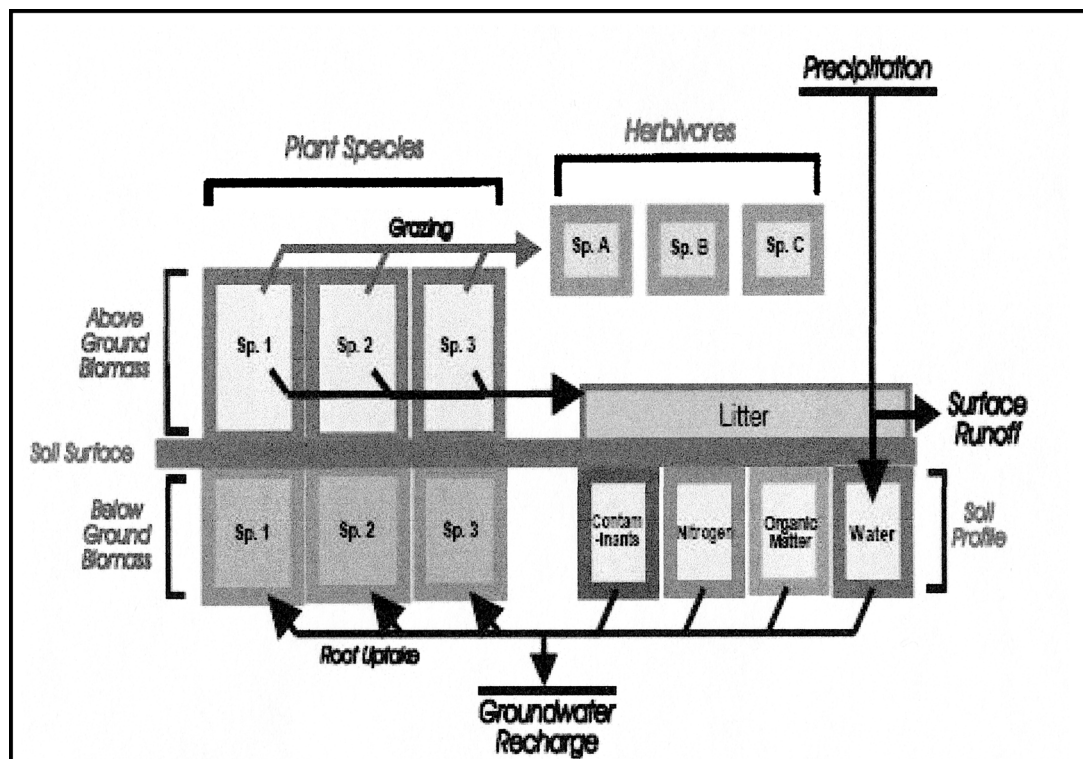 Precipitation
Herbivores
Plant Species
Grazing
Sp. A
Sp. B
Sp. C
Above
Ground
Biomass
Sp. 1
Sp. 2
Sp. 3
Litter
Surface
Runoff
Soil Surface
Below
Ground
Biomass
Sp. 1
Sp. 2
Sp. 3
Contam
-inants
Nitrogen
Organic
Matter
Water
Soil
Profile
Root Uptake
Groundwater
Recharge